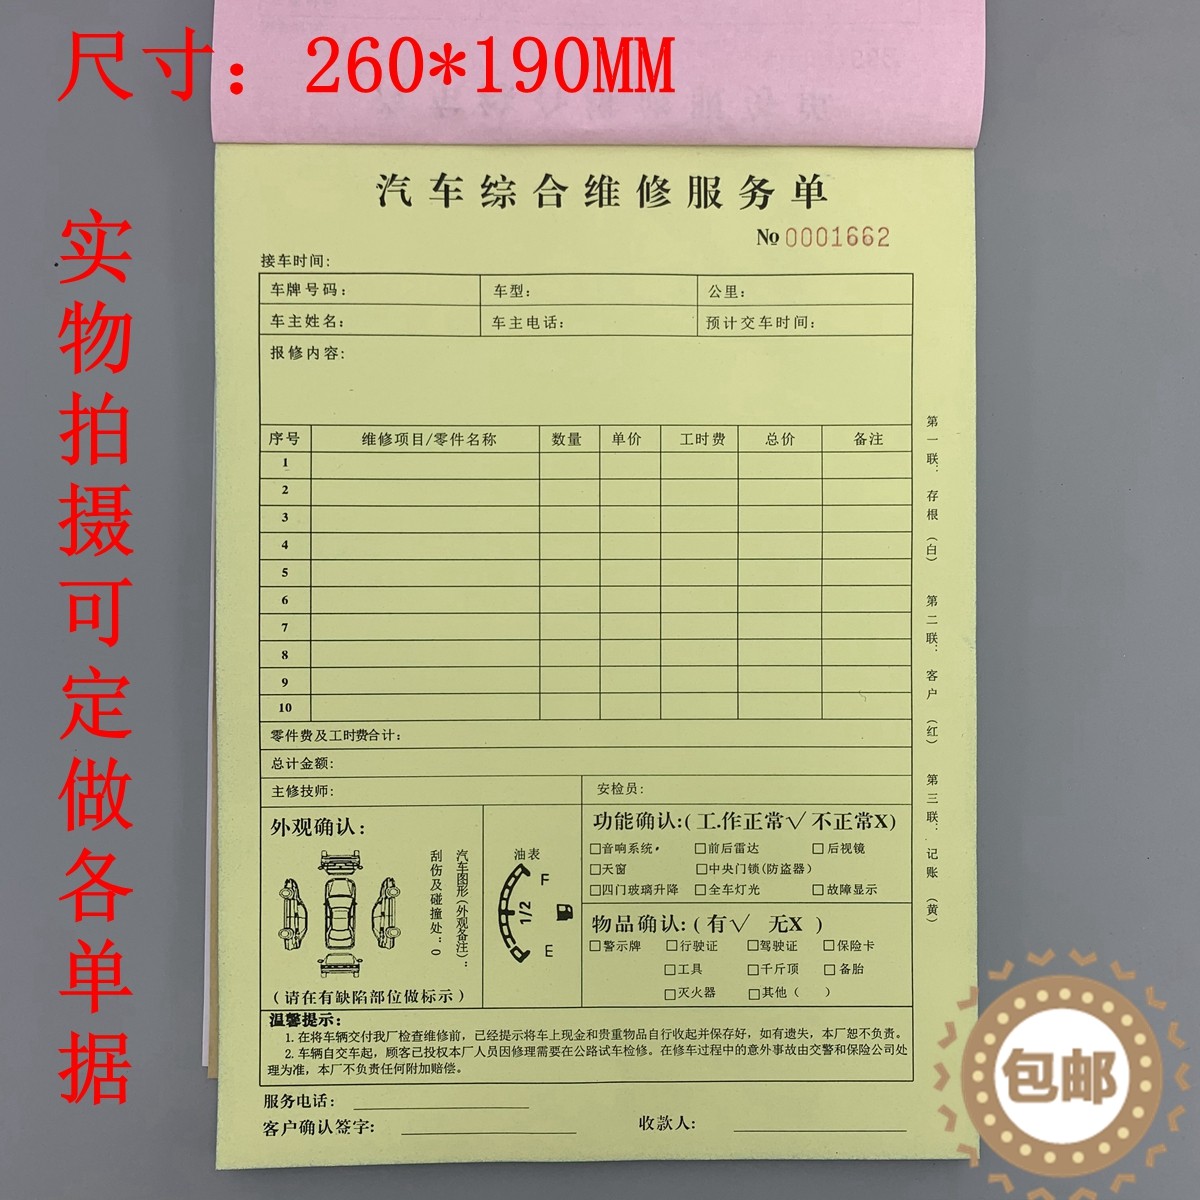 尺寸：260*190MM
实物拍摄可定做各单据
汽车综合维修服务单
№ 0001662
接车时间:
车牌号码： 车型： 公里：
车主姓名： 车主电话： 预计交车时间：
报修内容:
序号 维修项目/零件名称 数量 单价 工时费 总价 备注
1
2
3
4
5
6
7
8
9
10
零件费及工时费合计：
总计金额:
主修技师: 安检员:
外观确认：
刮伤及碰撞处：0
汽车图形(外观备注)：
(请在有缺陷部位做标示)
油表
F
1/2
E
功能确认:( 工.作正常√ 不正常X)
□音响系统 □前后雷达 □后视镜
□天窗 □中央门锁(防盗器)
□四门玻璃升降 □全车灯光 □故障显示
物品确认:( 有√ 无X )
□警示牌 □行驶证 □驾驶证 □保险卡
□工具 □千斤顶 □备胎
□灭火器 □其他( )
温馨提示：
1.在将车辆交付我厂检查维修前，己经提示将车上现金和贵重物品自行收起并保存好，如有遗失，本厂恕不负责。
2.车辆自交车起，顾客已投权本厂人员因修理需要在公路试车检修。在修车过程中的意外事故由交警和保险公司处
理为准，本厂不负责任何附加赔偿。
服务电话：
客户确认签字: 收款人:
第一联：存根(白) 第二联：客户(红) 第三联：记账(黄)
包邮